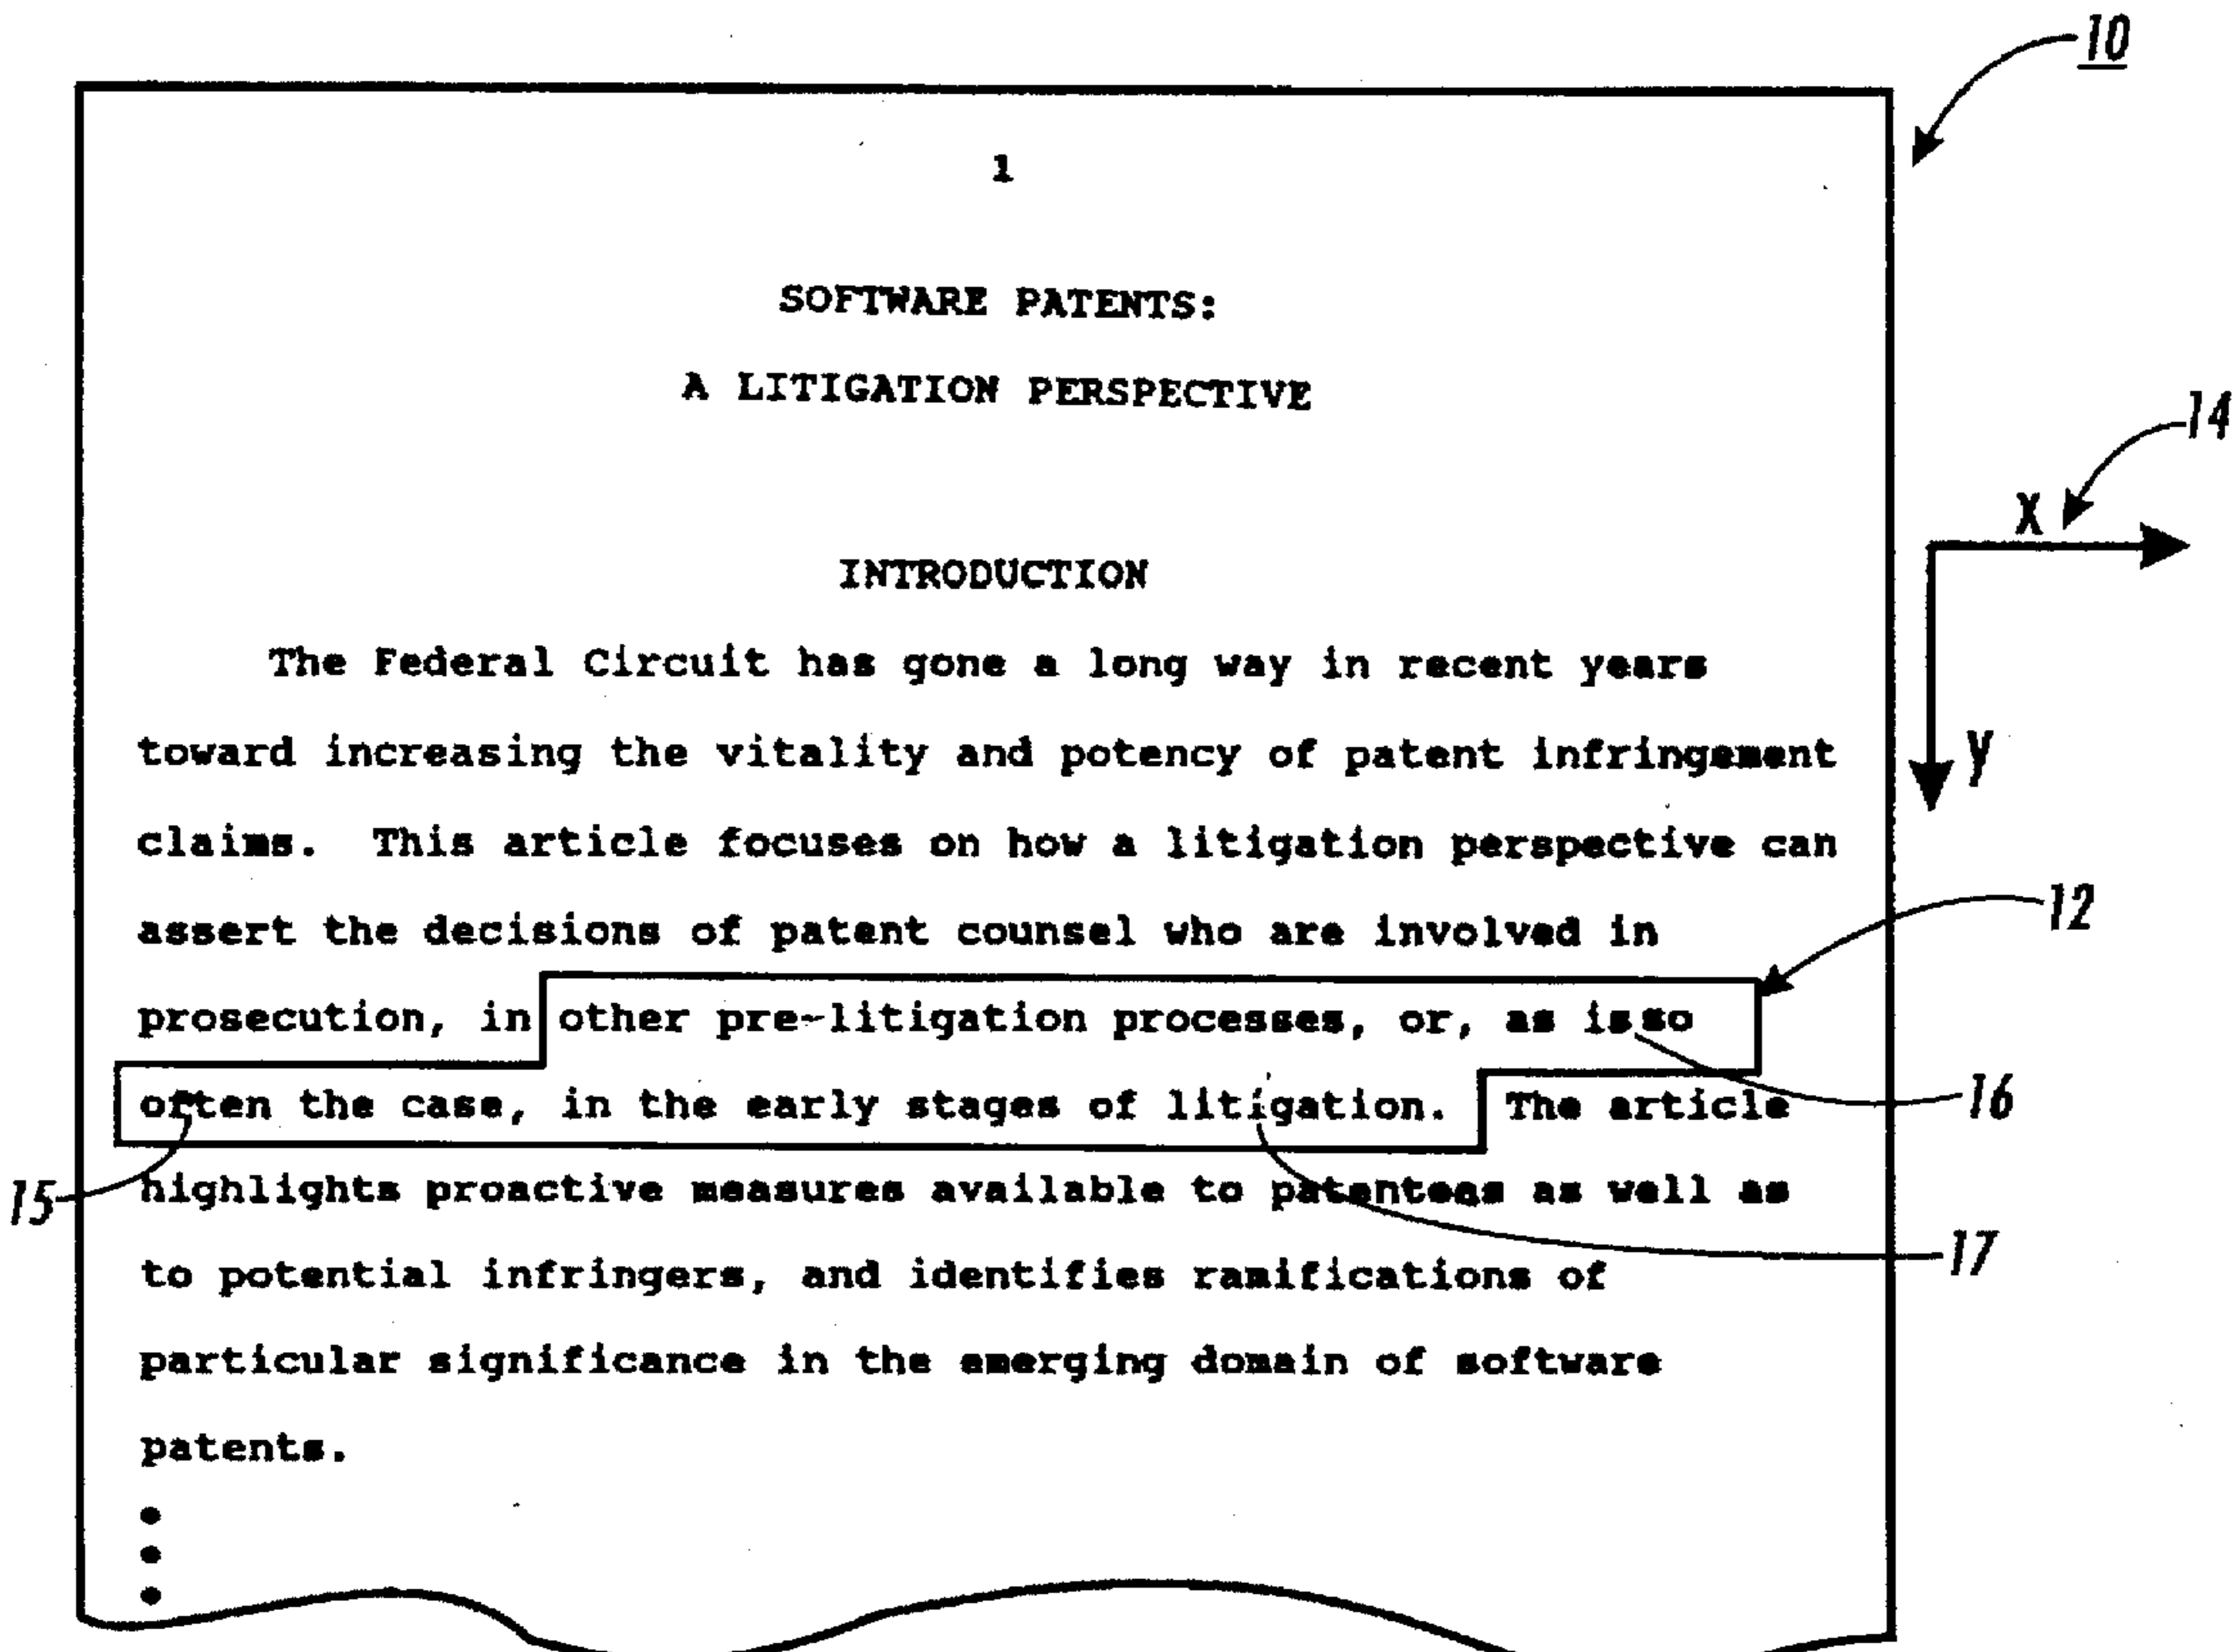 10
1
SOFTWARE PATENTS:
A LITIGATION PERSPECTIVE
14
X
INTRODUCTION
The Federal Circuit has gone a long way in recent years
toward increasing the vitality and potency of patent infringement
y
claims. This article focuses on how a litigation perspective can
12
assert the decisions of patent counsel who are involved in
prosecution, in other pre-litigation processes, or, as isso
16
often the case, in the early stages of litigation. The article
15
highlights proactive measures available to patentees as well as
17
to potential infringers, and identifies ramifications of
particular significance in the emerging domain of software
patents.